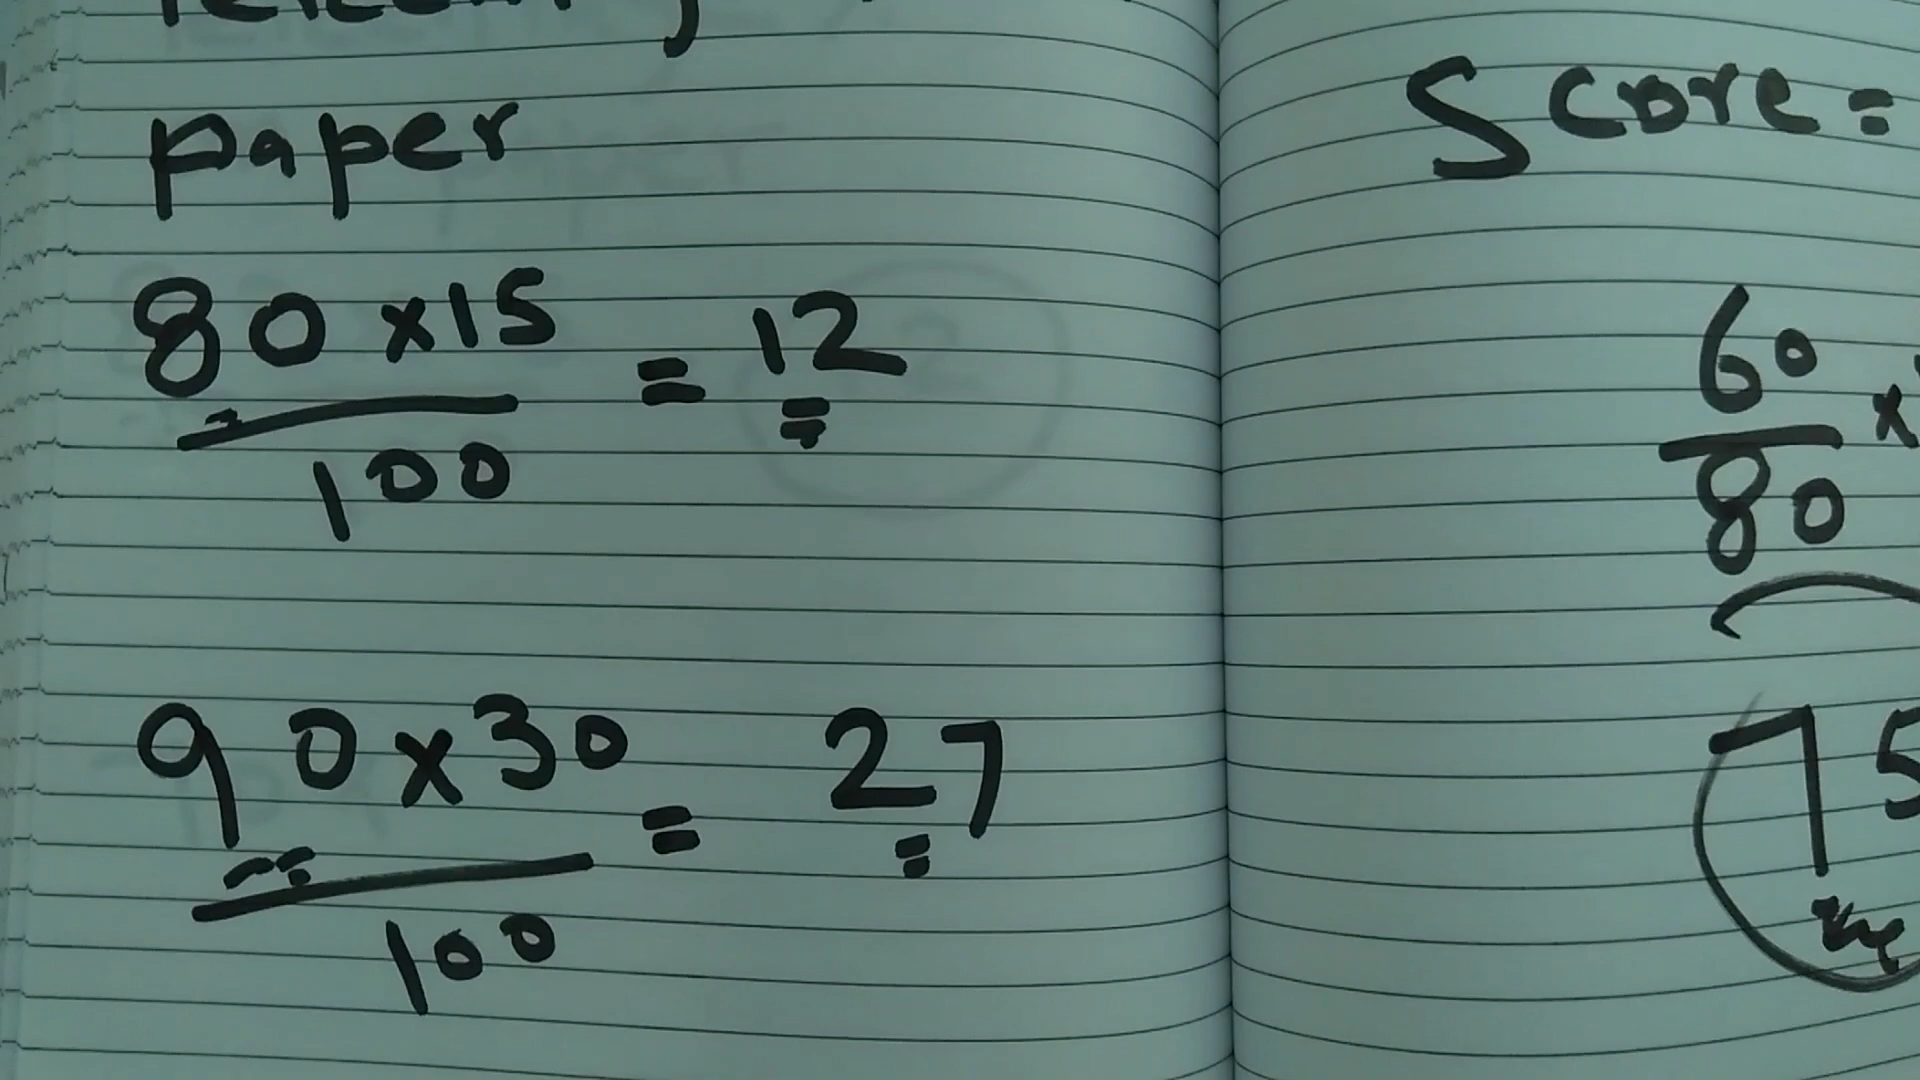 paper
80 x 15 / 100 = 12
90 x 30 / 100 = 27
Score =
60 / 80 x
75